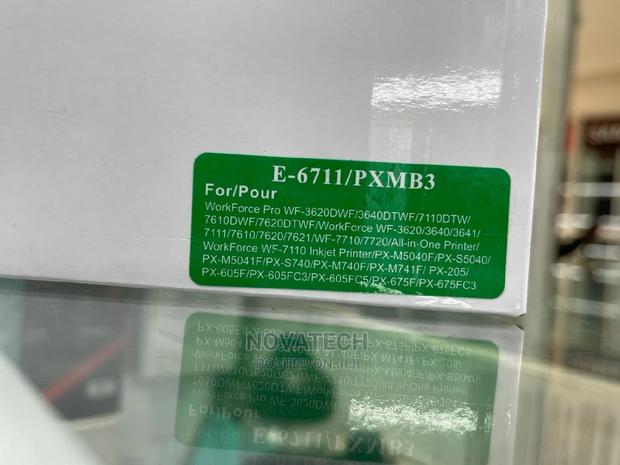 E-6711/PXMB3
For/Pour
WorkForce Pro WF-3620DWF/3640DTWF/7110DTW/
7610DWF/7620DTWF/WorkForce WF-3620/3640/3641/
7111/7610/7620/7621/WF-7710/7720/All-in-One Printer/
WorkForce WF-7110 Inkjet Printer/PX-M5040F/PX-S5040/
PX-M5041F/PX-S740/PX-M740F/PX-M741F/ PX-205/
PX-605F/PX-605FC3/PX-605FC5/PX-675F/PX-675FC3
NOVATECH
POSTED ON JIJI